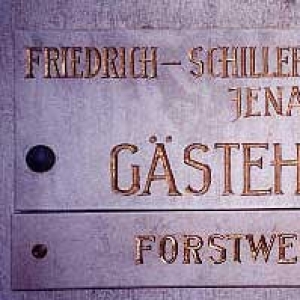 FRIEDRICH-SCHILLER
JENA
GÄSTEH
FORSTWE